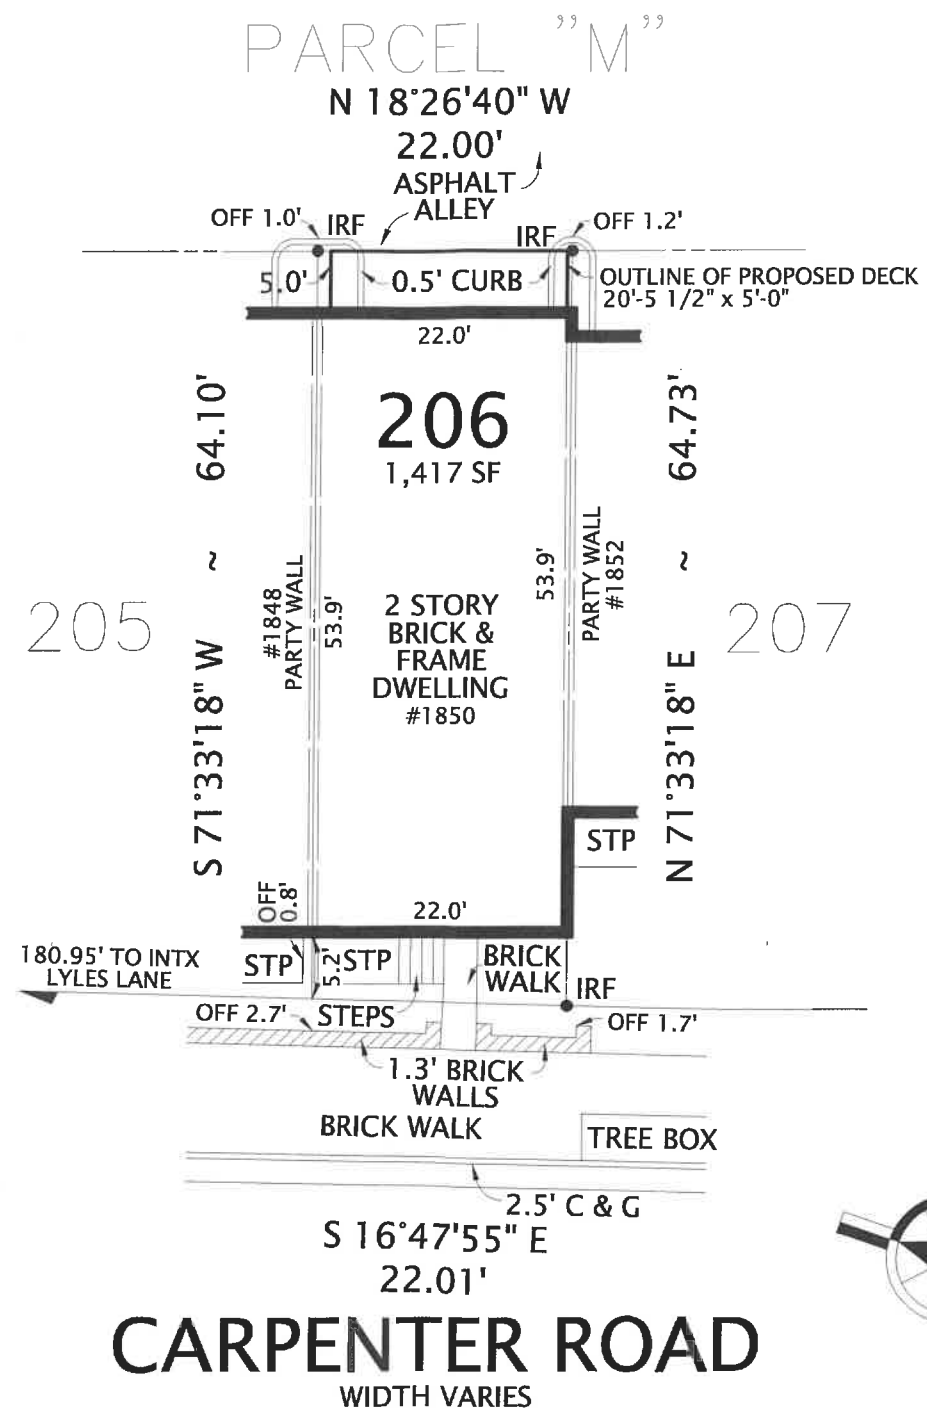 PARCEL "M"
N 18°26'40" W
22.00'
ASPHALT
ALLEY
OFF 1.0'
IRF
IRF
OFF 1.2'
5.0'
0.5' CURB
OUTLINE OF PROPOSED DECK
20'-5 1/2" x 5'-0"
22.0'
206
1,417 SF
S 71°33'18" W ~ 64.10'
N 71°33'18" E ~ 64.73'
205
207
#1848
PARTY WALL
53.9'
53.9'
PARTY WALL
#1852
2 STORY
BRICK &
FRAME
DWELLING
#1850
STP
OFF
0.8'
22.0'
180.95' TO INTX
LYLES LANE
STP
5.2'
STP
BRICK
WALK
IRF
OFF 2.7'
STEPS
OFF 1.7'
1.3' BRICK
WALLS
BRICK WALK
TREE BOX
2.5' C & G
S 16°47'55" E
22.01'
CARPENTER ROAD
WIDTH VARIES